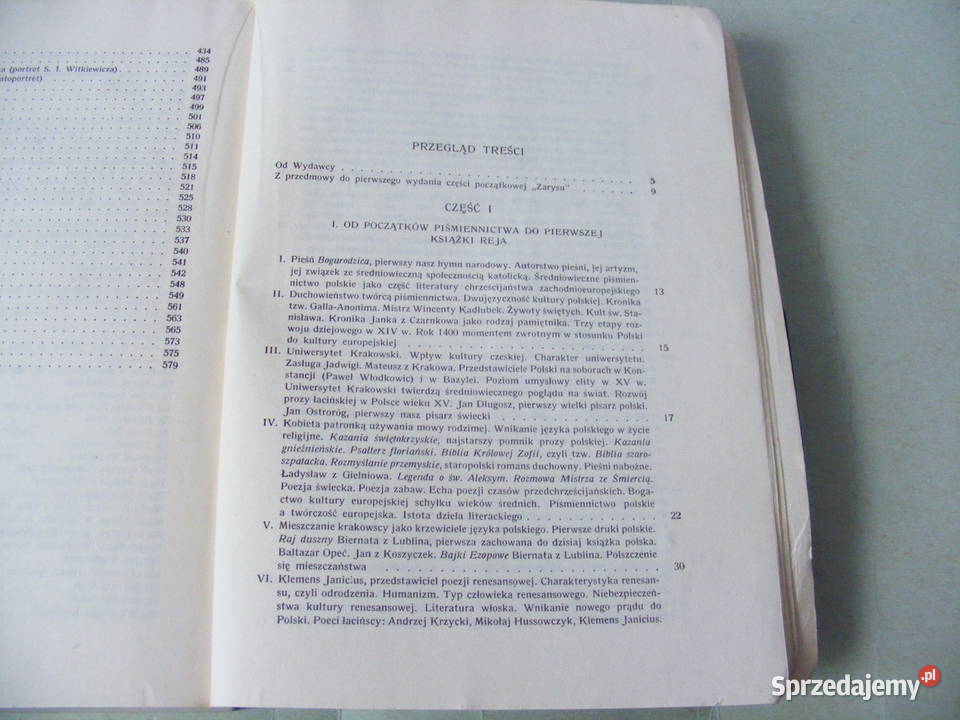 434
485
ka (portret S. I. Witkiewicza) 489
autoportret) 491
493
497
499
501
506
510
511
514
515
518
521
525
528
530
533
537
540
541
542
548
549
561
563
565
573
575
579
PRZEGLĄD TREŚCI
Od Wydawcy 5
Z przedmowy do pierwszego wydania części początkowej „Zarysu" 9
CZĘŚĆ I
I. OD POCZĄTKÓW PIŚMIENNICTWA DO PIERWSZEJ
KSIĄŻKI REJA
I. Pieśń Bogurodzica, pierwszy nasz hymn narodowy. Autorstwo pieśni, jej artyzm,
jej związek ze średniowieczną społecznością katolicką. Średniowieczne piśmien-
nictwo polskie jako część literatury chrześcijaństwa zachodnioeuropejskiego 13
II. Duchowieństwo twórcą piśmiennictwa. Dwujęzyczność kultury polskiej. Kronika
tzw. Galla-Anonima. Mistrz Wincenty Kadłubek. Żywoty świętych. Kult św. Sta-
nisława. Kronika Janka z Czarnkowa jako rodzaj pamiętnika. Trzy etapy roz-
woju dziejowego w XIV w. Rok 1400 momentem zwrotnym w stosunku Polski
do kultury europejskiej 15
III. Uniwersytet Krakowski. Wpływ kultury czeskiej. Charakter uniwersytetu.
Zasługa Jadwigi. Mateusz z Krakowa. Przedstawiciele Polski na soborach w Kon-
stancji (Paweł Włodkowic) i w Bazylei. Poziom umysłowy elity w XV w.
Uniwersytet Krakowski twierdzą średniowiecznego poglądu na świat. Rozwój
prozy łacińskiej w Polsce wieku XV. Jan Długosz, pierwszy wielki pisarz polski.
Jan Ostroróg, pierwszy nasz pisarz świecki 17
IV. Kobieta patronką używania mowy rodzimej. Wnikanie języka polskiego w życie
religijne. Kazania świętokrzyskie, najstarszy pomnik prozy polskiej. Kazania
gnieźnieńskie. Psałterz floriański. Biblia Królowej Zofii, czyli tzw. Biblia szaro-
szpatacka. Rozmyślanie przemyskie, staropolski romans duchowny. Pieśni nabożne.
Ładysław z Gielniowa. Legenda o św. Aleksym. Rozmowa Mistrza ze Śmiercią.
Poezja świecka. Poezja zabaw. Echa poezji czasów przedchrześcijańskich. Boga-
ctwo kultury europejskiej schyłku wieków średnich. Piśmiennictwo polskie
a twórczość europejska. Istota dzieła literackiego 22
V. Mieszczanie krakowscy jako krzewiciele języka polskiego. Pierwsze druki polskie.
Raj duszny Biernata z Lublina, pierwsza zachowana do dzisiaj książka polska.
Baltazar Opeć. Jan z Koszyczek. Bajki Ezopowe Biernata z Lublina. Polszczenie
się mieszczaństwa 30
VI. Klemens Janicius, przedstawiciel poezji renesansowej. Charakterystyka renesan-
su, czyli odrodzenia. Humanizm. Typ człowieka renesansowego. Niebezpieczeń-
stwa kultury renesansowej. Literatura włoska. Wnikanie nowego prądu do
Polski. Poeci łacińscy: Andrzej Krzycki, Mikołaj Hussowczyk, Klemens Janicius.
Sprzedajemy.pl